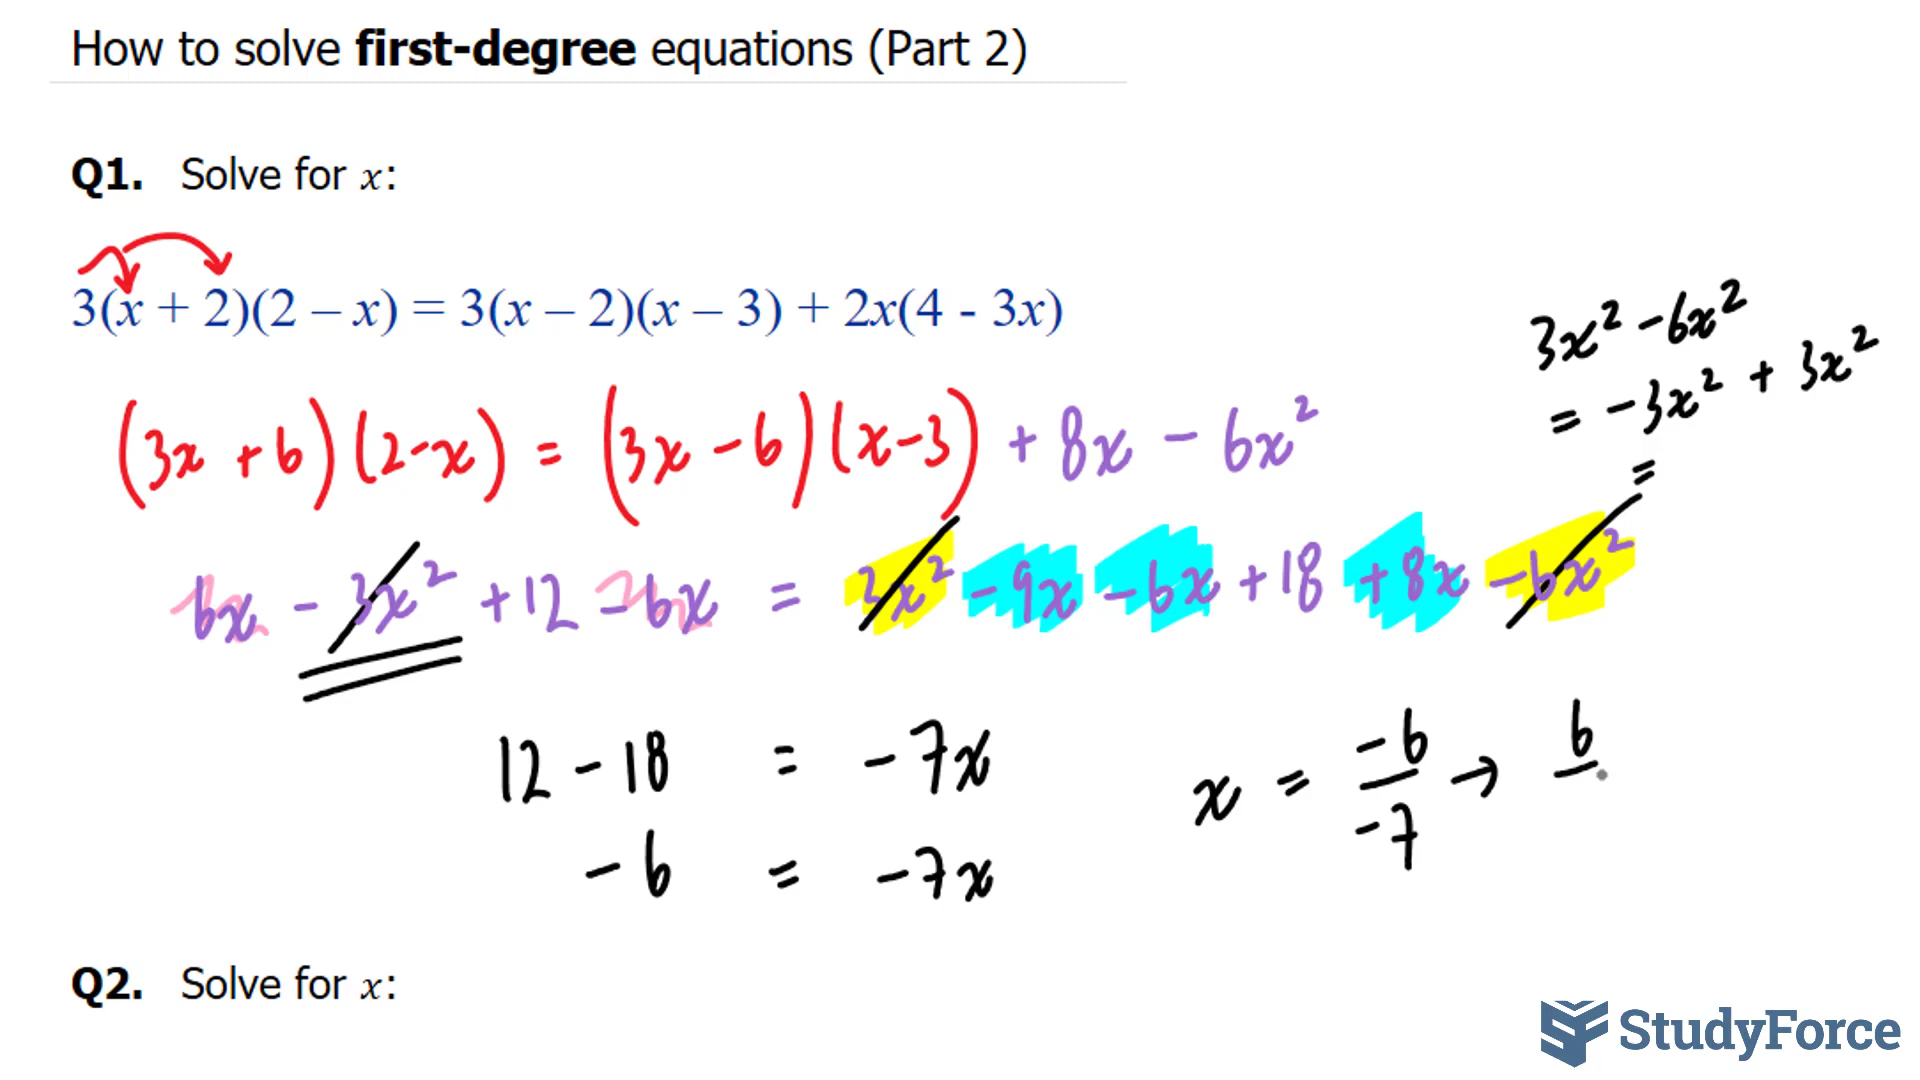 How to solve first-degree equations (Part 2)
Q1. Solve for x:
3(x + 2)(2 – x) = 3(x – 2)(x – 3) + 2x(4 - 3x)
3x² - 6x²
= -3x² + 3x²
=
(3x + 6)(2-x) = (3x - 6)(x-3) + 8x - 6x²
6x - 3x² + 12 - 6x = 3x² - 9x - 6x + 18 + 8x - 6x²
12 - 18 = -7x
x = -6/-7 → 6
-6 = -7x
Q2. Solve for x:
StudyForce